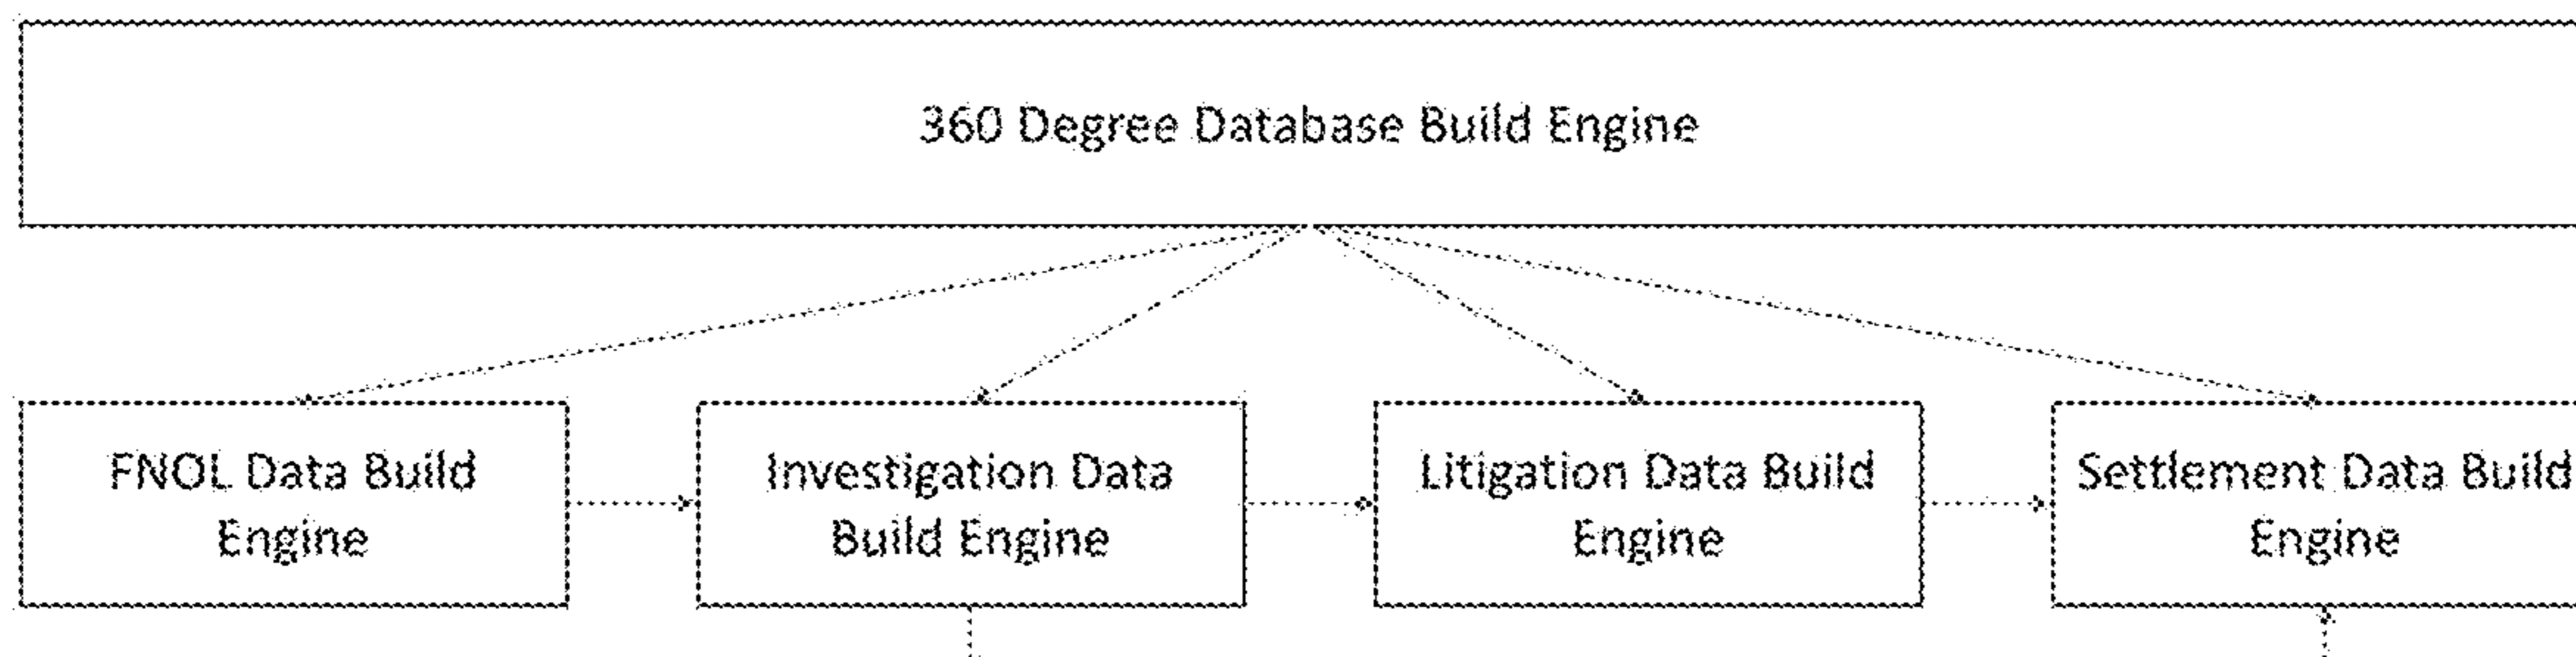 360 Degree Database Build Engine
FNOL Data Build
Engine
Investigation Data
Build Engine
Litigation Data Build
Engine
Settlement Data Build
Engine